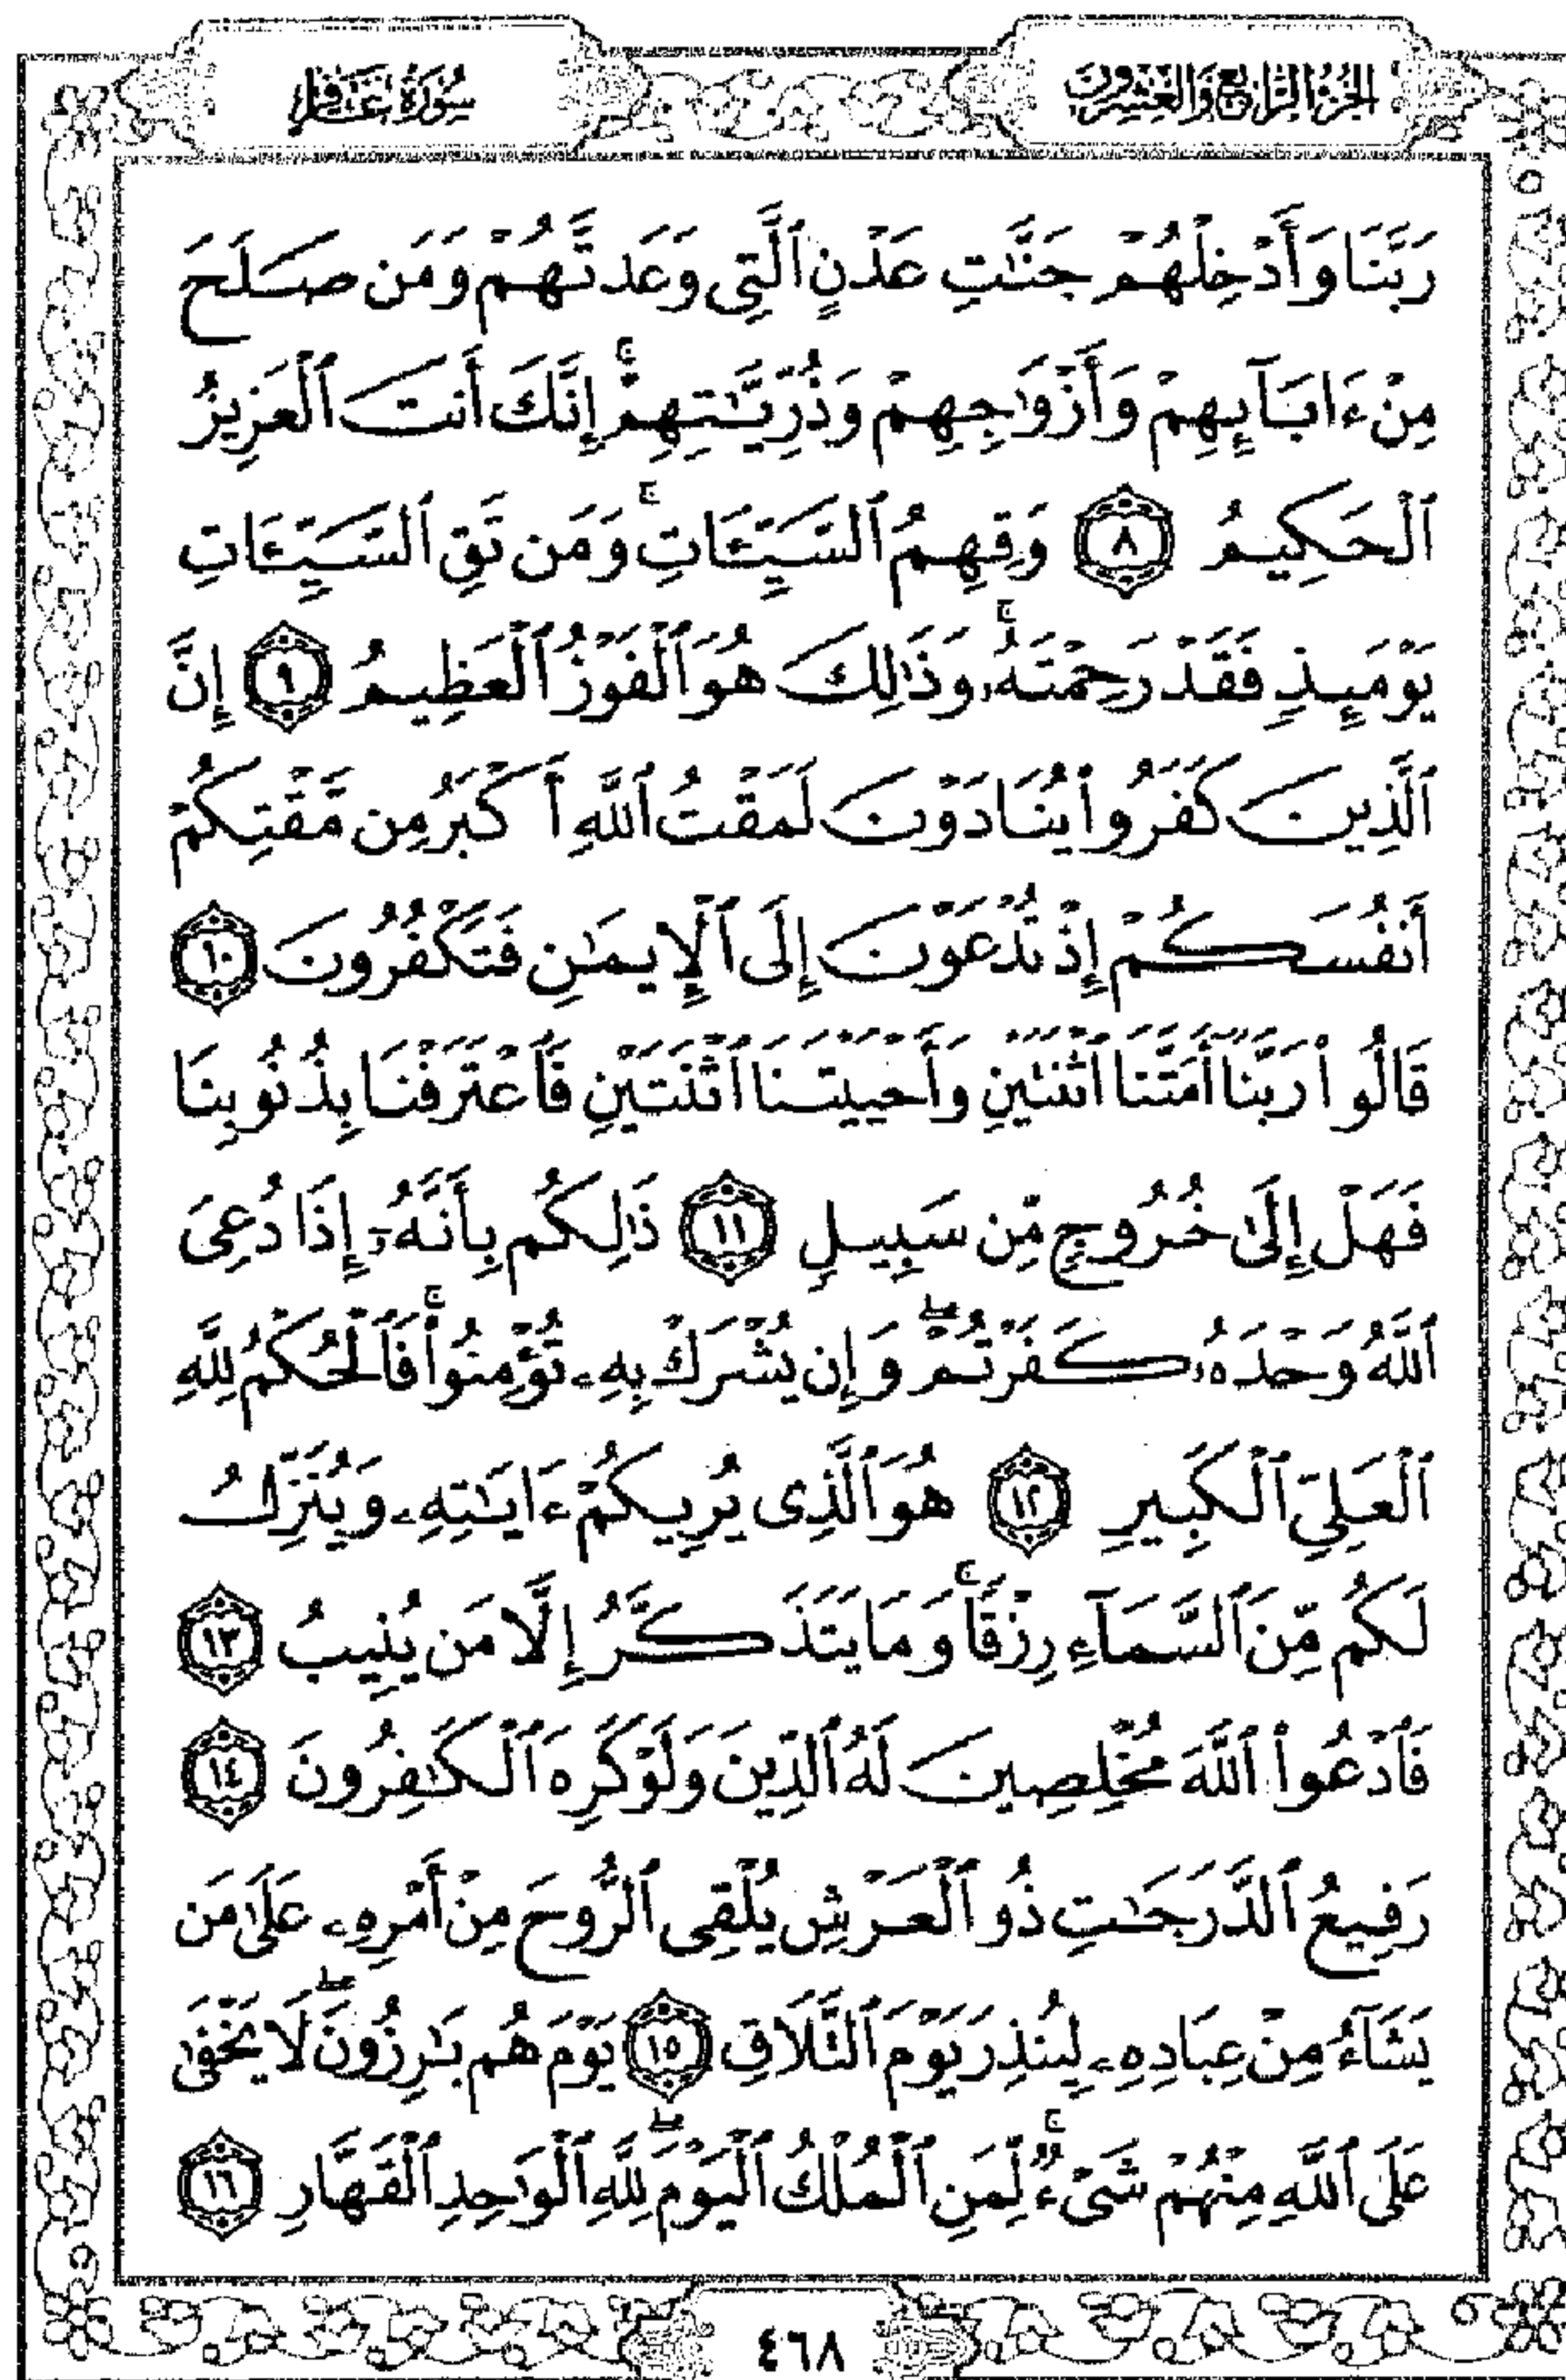 الجزء الرابع والعشرون
سورة غافر
رَبَّنَا وَأَدْخِلْهُمْ جَنَّٰتِ عَدْنٍ ٱلَّتِى وَعَدتَّهُمْ وَمَن صَلَحَ
مِنْ ءَابَآئِهِمْ وَأَزْوَٰجِهِمْ وَذُرِّيَّٰتِهِمْ ۚ إِنَّكَ أَنتَ ٱلْعَزِيزُ
ٱلْحَكِيمُ ٨ وَقِهِمُ ٱلسَّيِّـَٔاتِ ۚ وَمَن تَقِ ٱلسَّيِّـَٔاتِ
يَوْمَئِذٍ فَقَدْ رَحِمْتَهُۥ ۚ وَذَٰلِكَ هُوَ ٱلْفَوْزُ ٱلْعَظِيمُ ٩ إِنَّ
ٱلَّذِينَ كَفَرُوا۟ يُنَادَوْنَ لَمَقْتُ ٱللَّهِ أَكْبَرُ مِن مَّقْتِكُمْ
أَنفُسَكُمْ إِذْ تُدْعَوْنَ إِلَى ٱلْإِيمَٰنِ فَتَكْفُرُونَ ١٠
قَالُوا۟ رَبَّنَآ أَمَتَّنَا ٱثْنَتَيْنِ وَأَحْيَيْتَنَا ٱثْنَتَيْنِ فَٱعْتَرَفْنَا بِذُنُوبِنَا
فَهَلْ إِلَىٰ خُرُوجٍ مِّن سَبِيلٍ ١١ ذَٰلِكُم بِأَنَّهُۥٓ إِذَا دُعِىَ
ٱللَّهُ وَحْدَهُۥ كَفَرْتُمْ ۖ وَإِن يُشْرَكْ بِهِۦ تُؤْمِنُوا۟ ۚ فَٱلْحُكْمُ لِلَّهِ
ٱلْعَلِىِّ ٱلْكَبِيرِ ١٢ هُوَ ٱلَّذِى يُرِيكُمْ ءَايَٰتِهِۦ وَيُنَزِّلُ
لَكُم مِّنَ ٱلسَّمَآءِ رِزْقًا ۚ وَمَا يَتَذَكَّرُ إِلَّا مَن يُنِيبُ ١٣
فَٱدْعُوا۟ ٱللَّهَ مُخْلِصِينَ لَهُ ٱلدِّينَ وَلَوْ كَرِهَ ٱلْكَٰفِرُونَ ١٤
رَفِيعُ ٱلدَّرَجَٰتِ ذُو ٱلْعَرْشِ يُلْقِى ٱلرُّوحَ مِنْ أَمْرِهِۦ عَلَىٰ مَن
يَشَآءُ مِنْ عِبَادِهِۦ لِيُنذِرَ يَوْمَ ٱلتَّلَاقِ ١٥ يَوْمَ هُم بَٰرِزُونَ ۖ لَا يَخْفَىٰ
عَلَى ٱللَّهِ مِنْهُمْ شَىْءٌ ۚ لِّمَنِ ٱلْمُلْكُ ٱلْيَوْمَ ۖ لِلَّهِ ٱلْوَٰحِدِ ٱلْقَهَّارِ ١٦
٤٦٨